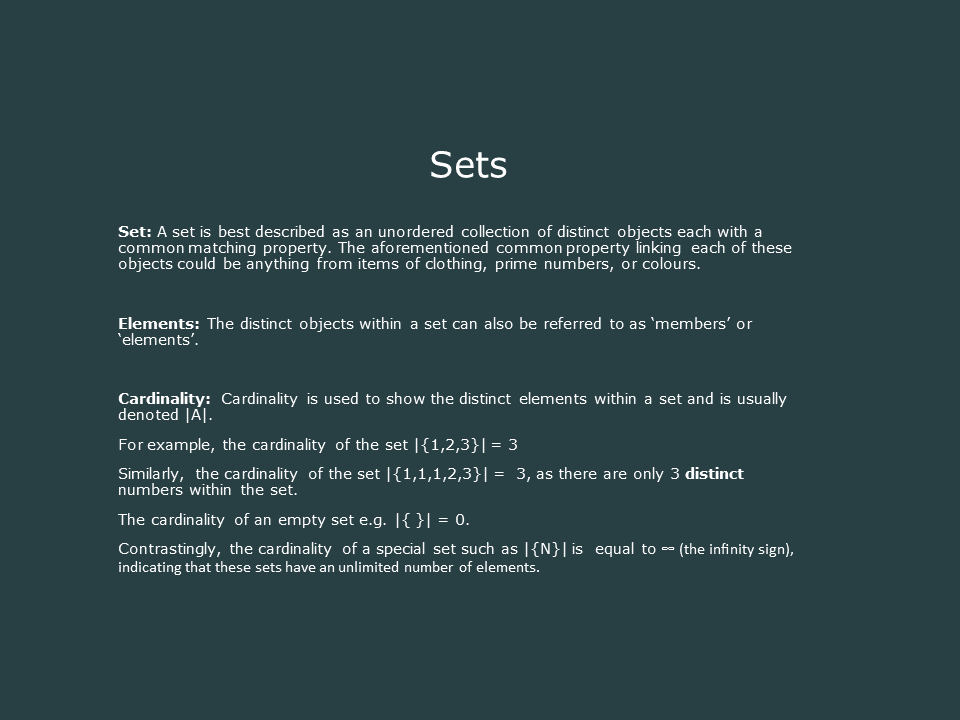 Sets
Set: A set is best described as an unordered collection of distinct objects each with a
common matching property. The aforementioned common property linking each of these
objects could be anything from items of clothing, prime numbers, or colours.
Elements: The distinct objects within a set can also be referred to as ‘members’ or
‘elements’.
Cardinality: Cardinality is used to show the distinct elements within a set and is usually
denoted |A|.
For example, the cardinality of the set |{1,2,3}| = 3
Similarly, the cardinality of the set |{1,1,1,2,3}| = 3, as there are only 3 distinct
numbers within the set.
The cardinality of an empty set e.g. |{ }| = 0.
Contrastingly, the cardinality of a special set such as |{N}| is equal to ∞ (the infinity sign),
indicating that these sets have an unlimited number of elements.